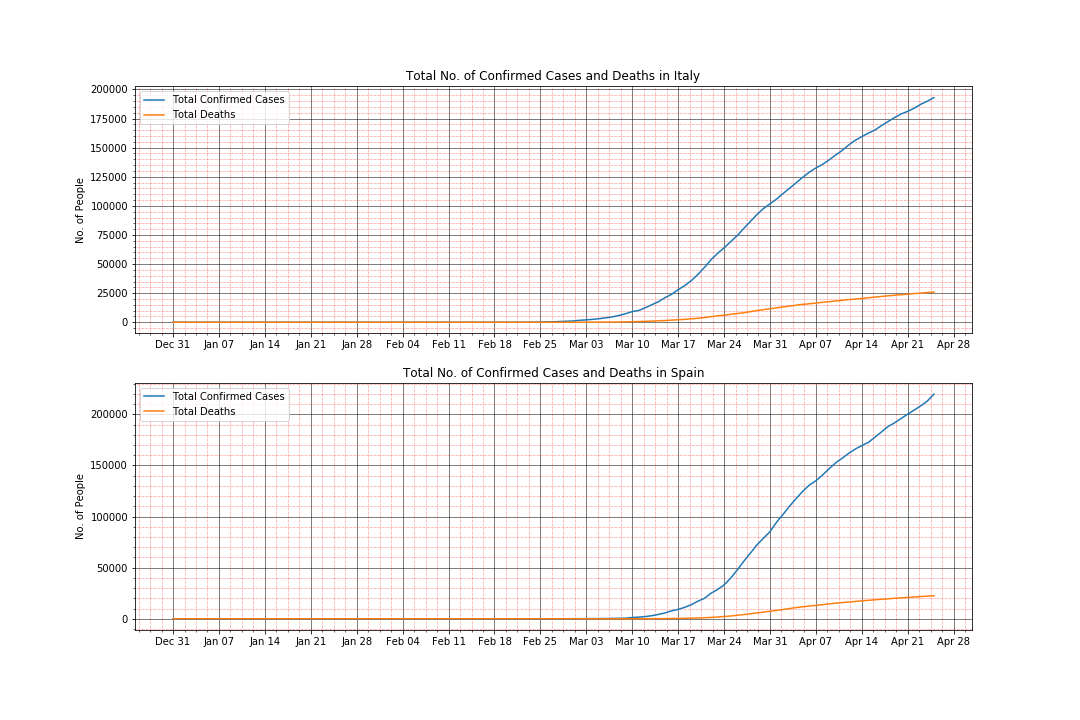 Total No. of Confirmed Cases and Deaths in Italy
200000
175000
150000
125000
100000
75000
50000
25000
0
No. of People
Total Confirmed Cases
Total Deaths
Dec 31 Jan 07 Jan 14 Jan 21 Jan 28 Feb 04 Feb 11 Feb 18 Feb 25 Mar 03 Mar 10 Mar 17 Mar 24 Mar 31 Apr 07 Apr 14 Apr 21 Apr 28
Total No. of Confirmed Cases and Deaths in Spain
200000
150000
100000
50000
0
No. of People
Total Confirmed Cases
Total Deaths
Dec 31 Jan 07 Jan 14 Jan 21 Jan 28 Feb 04 Feb 11 Feb 18 Feb 25 Mar 03 Mar 10 Mar 17 Mar 24 Mar 31 Apr 07 Apr 14 Apr 21 Apr 28